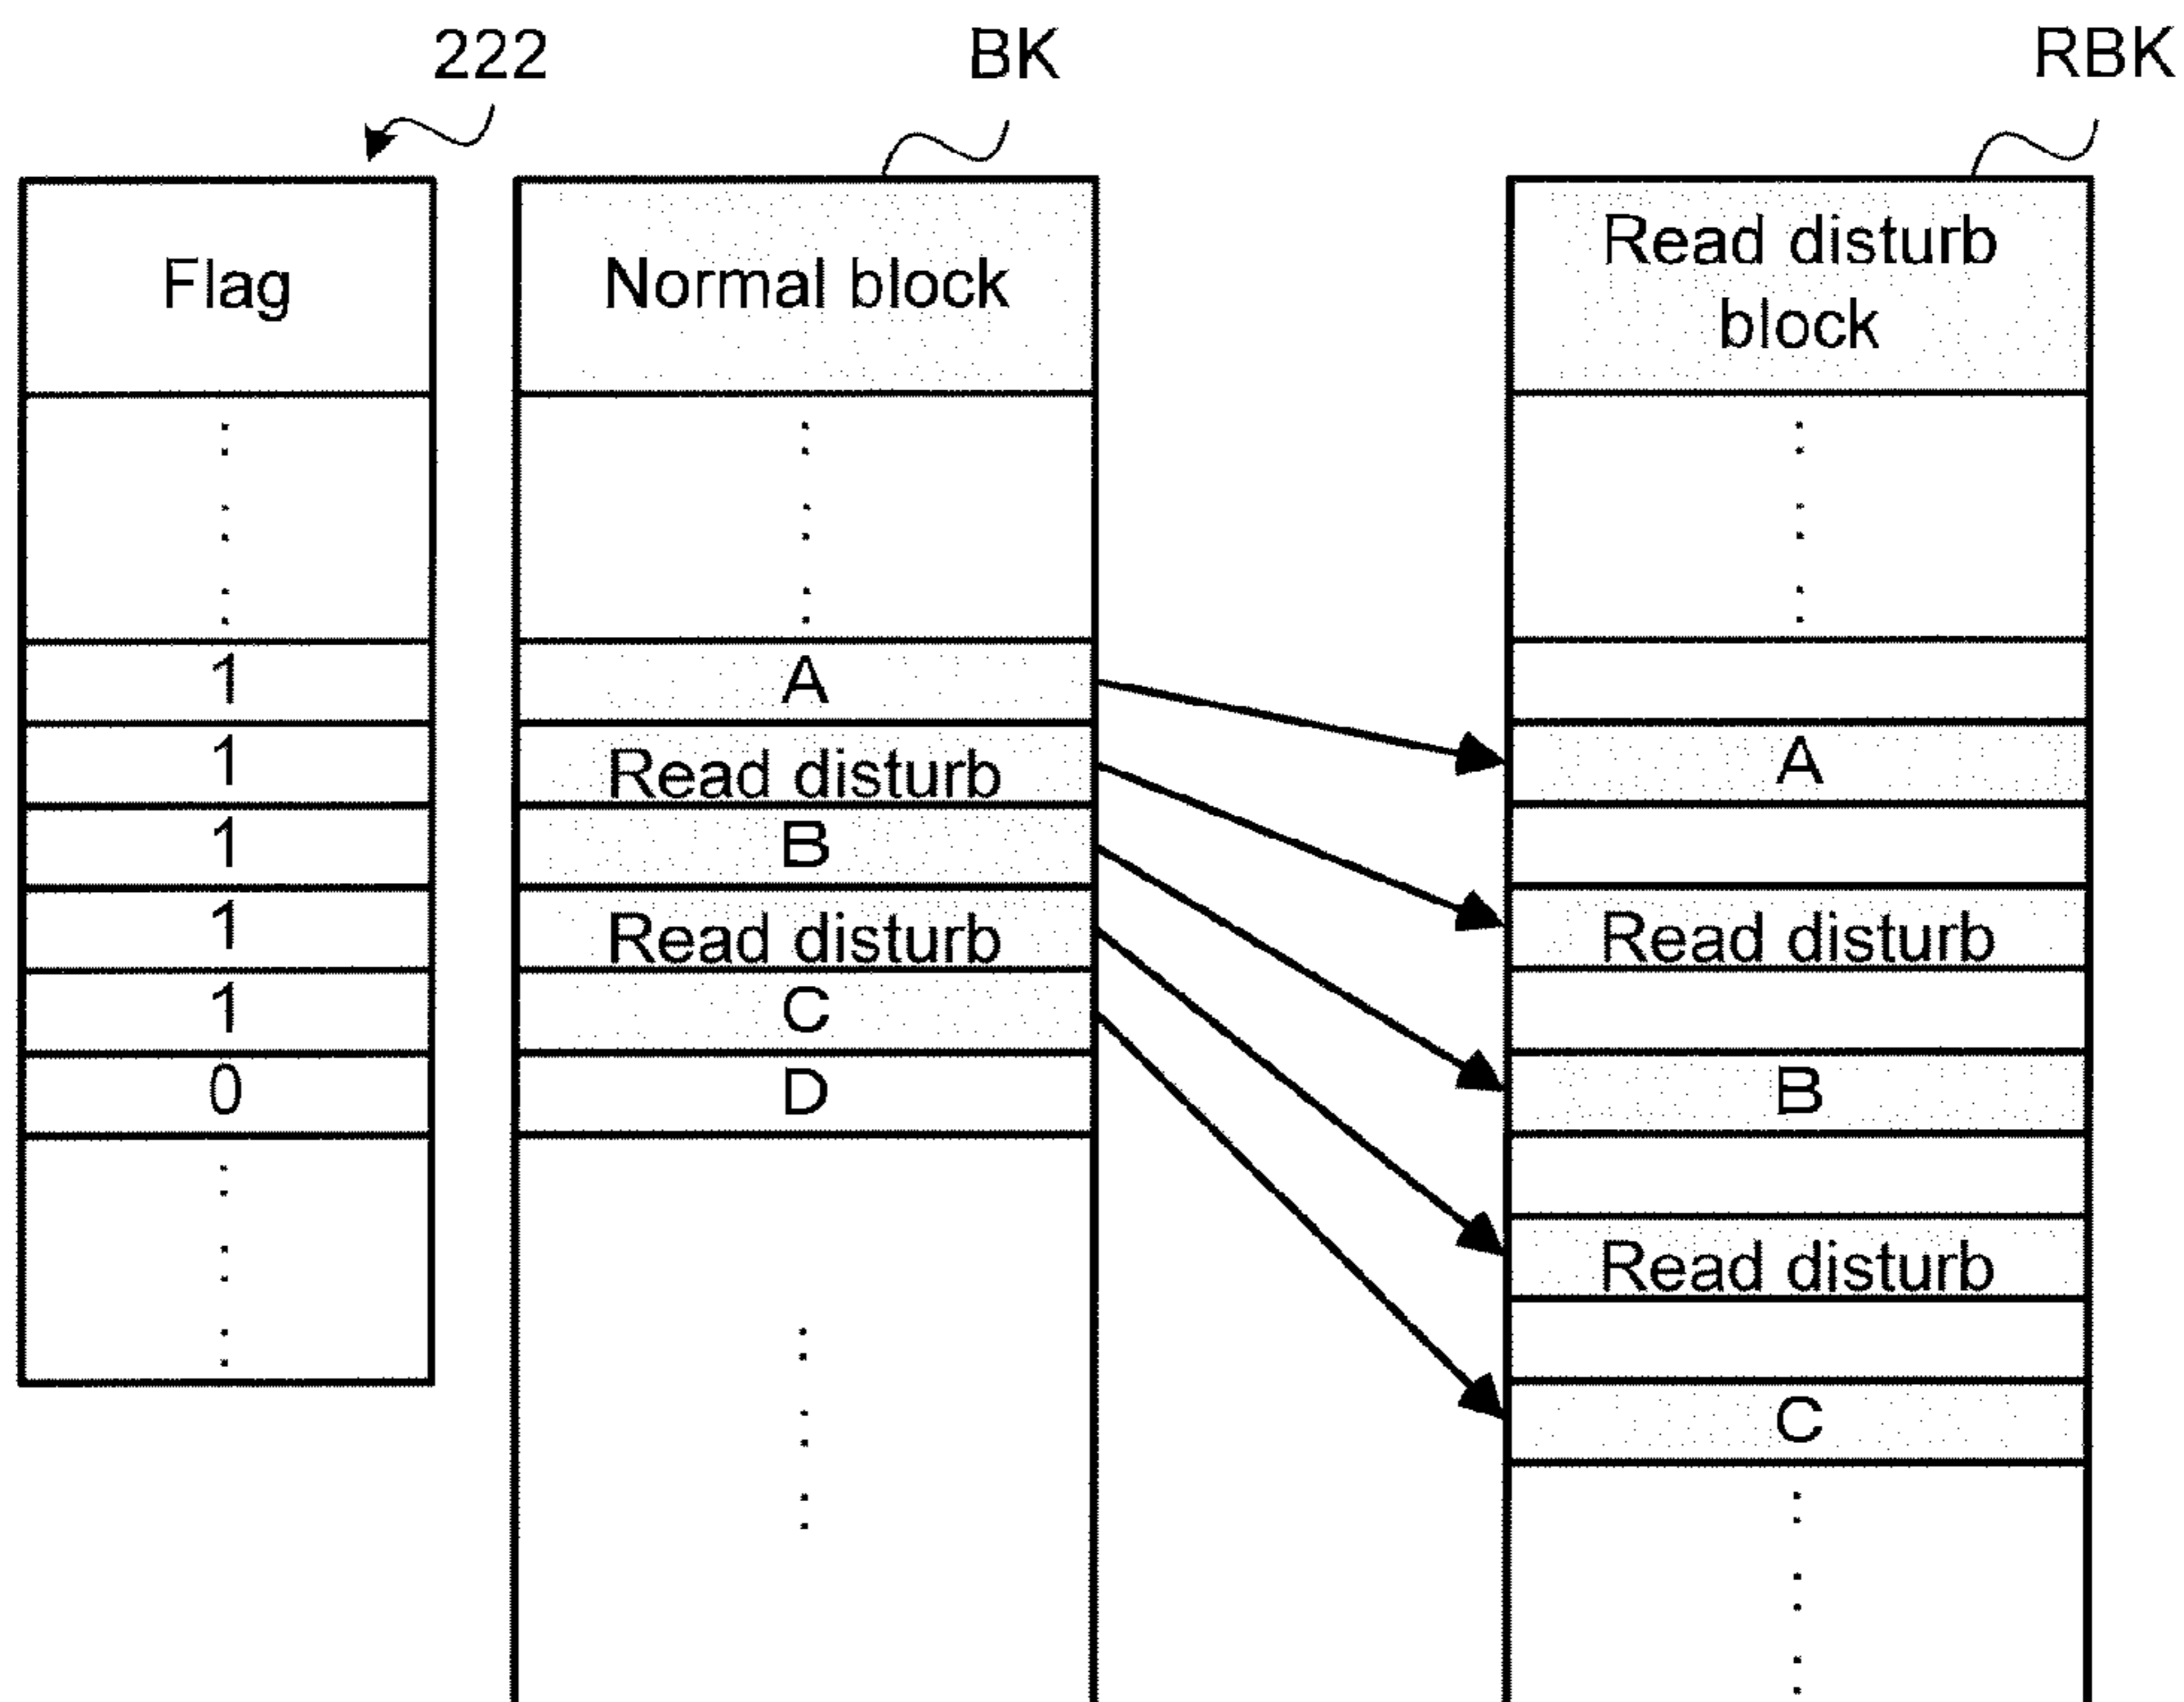 222
BK
RBK
Flag
Normal block
Read disturb
block
1
A
1
Read disturb
A
1
B
1
Read disturb
Read disturb
1
C
0
D
B
Read disturb
C